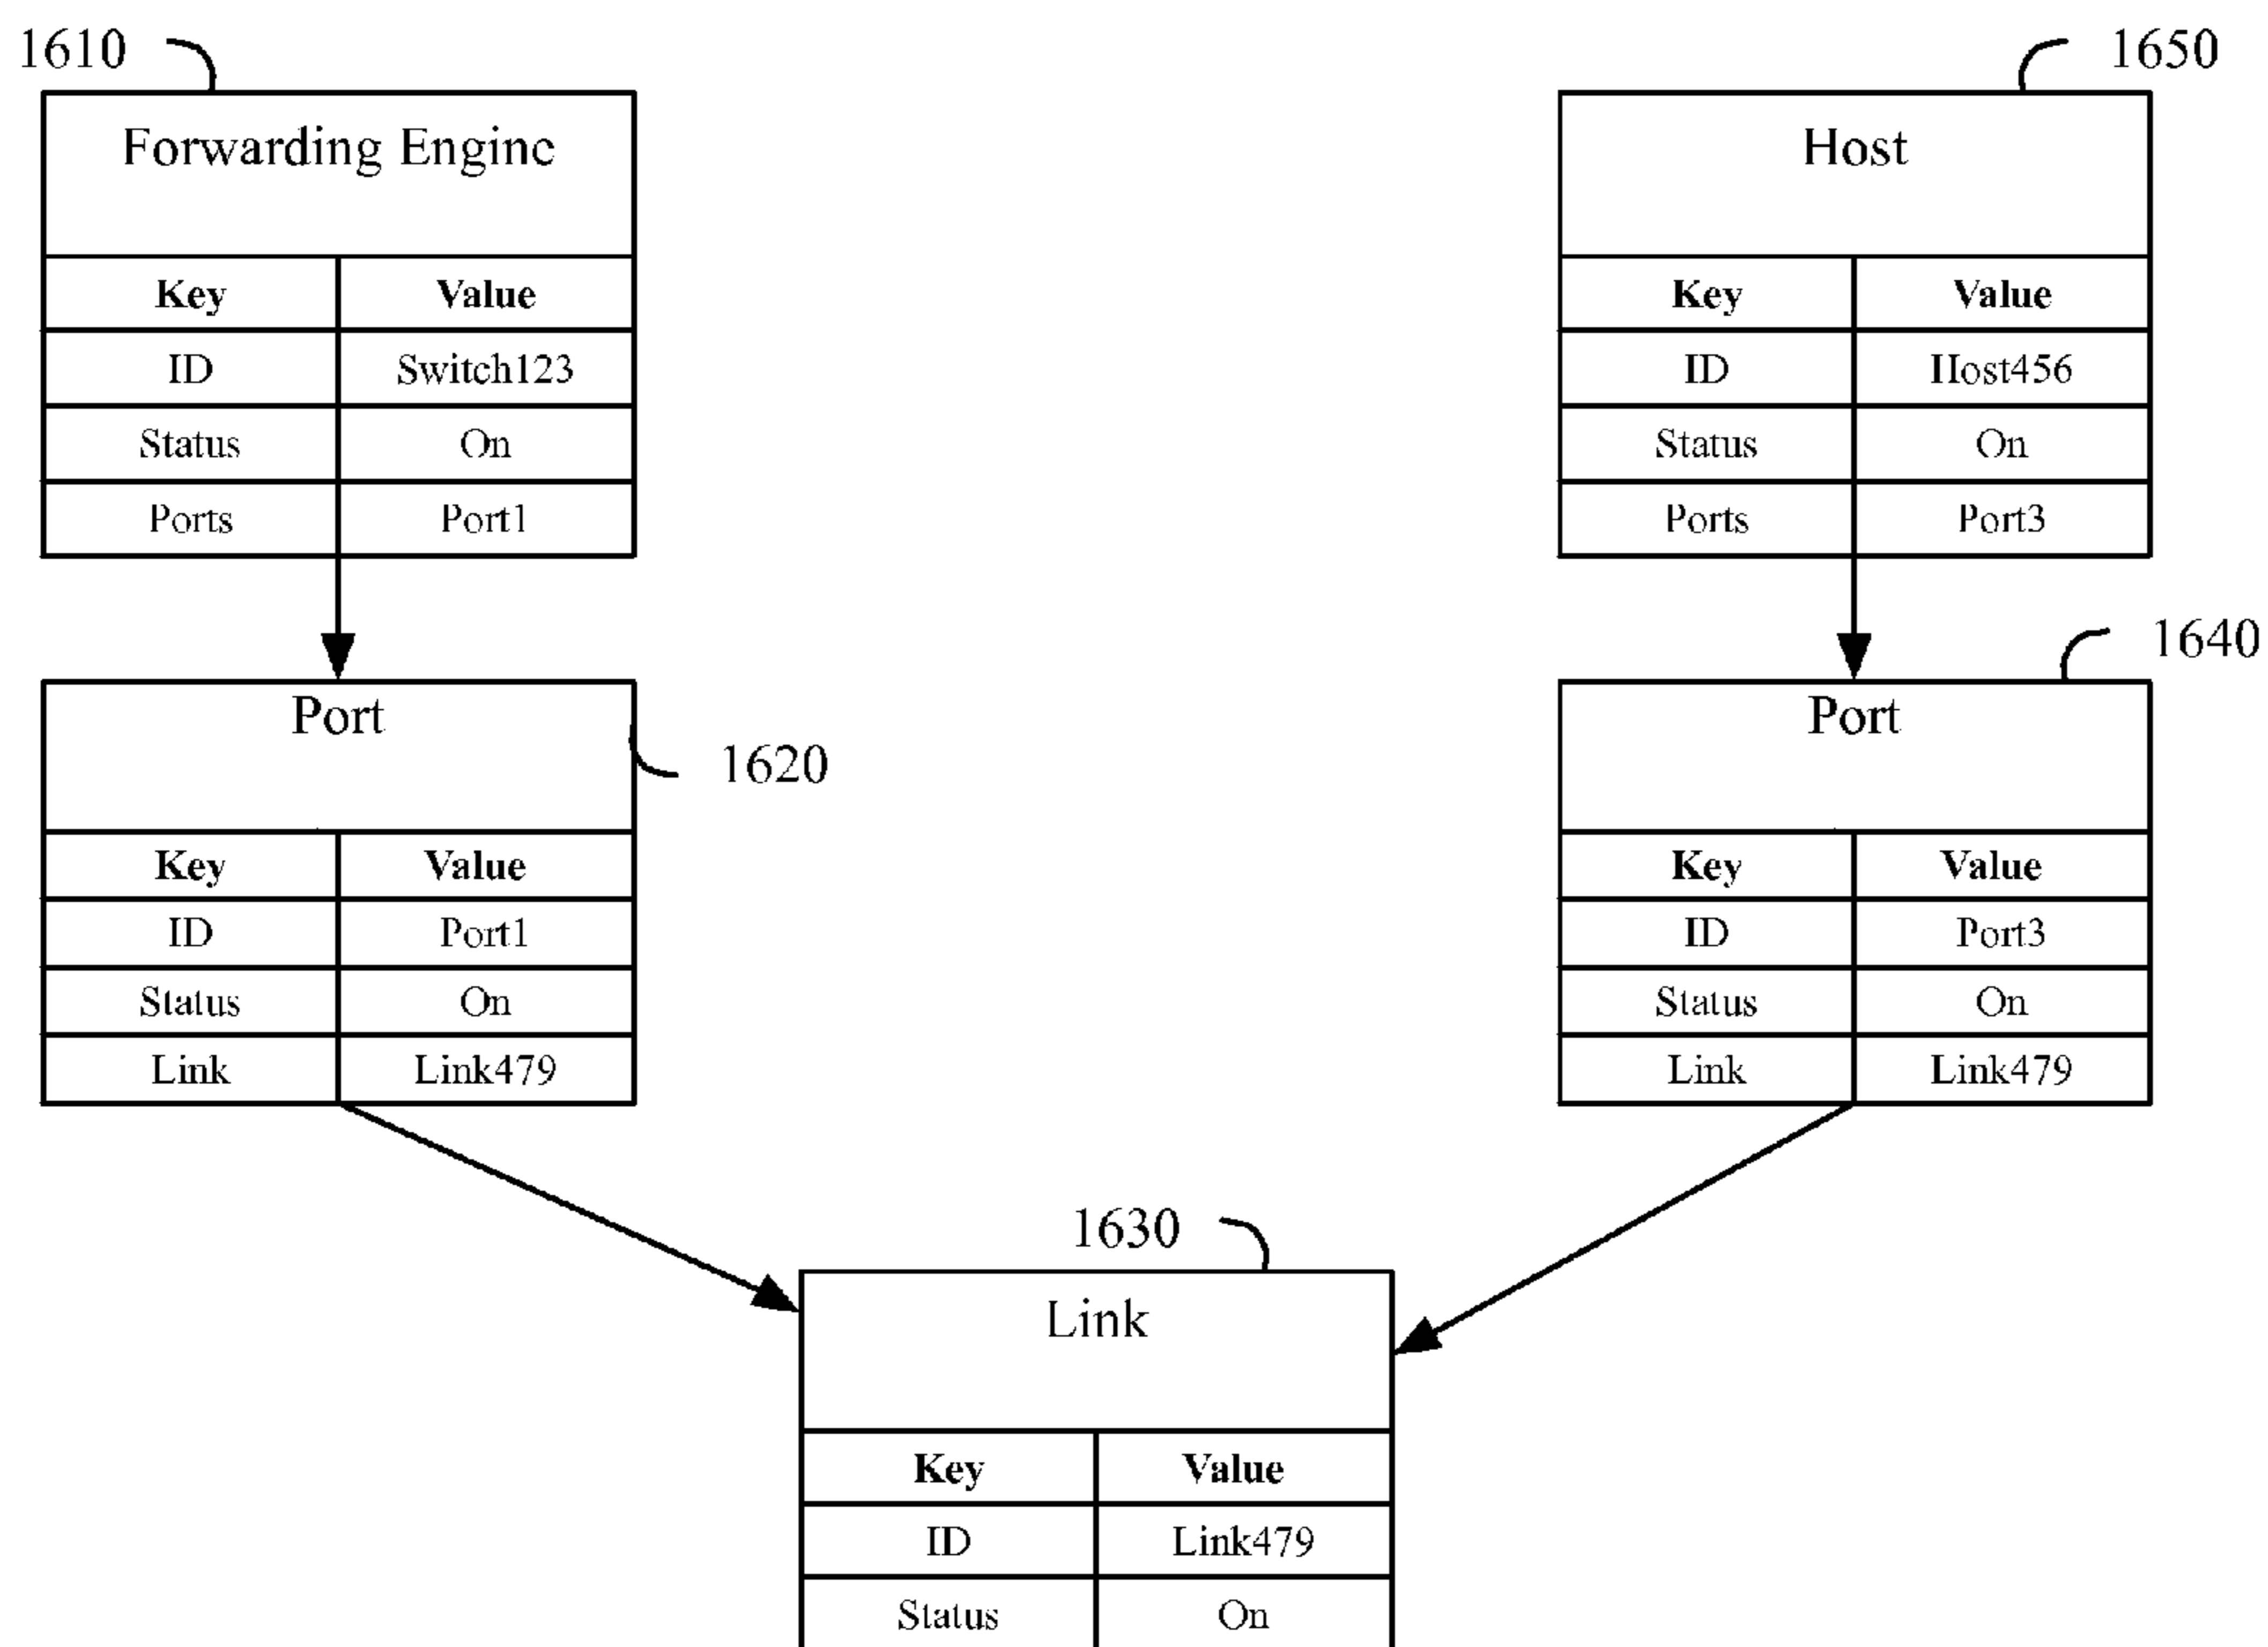 1610
Forwarding Engine
Key Value
ID Switch123
Status On
Ports Port1
1650
Host
Key Value
ID Host456
Status On
Ports Port3
1620
Port
Key Value
ID Port1
Status On
Link Link479
1640
Port
Key Value
ID Port3
Status On
Link Link479
1630
Link
Key Value
ID Link479
Status On